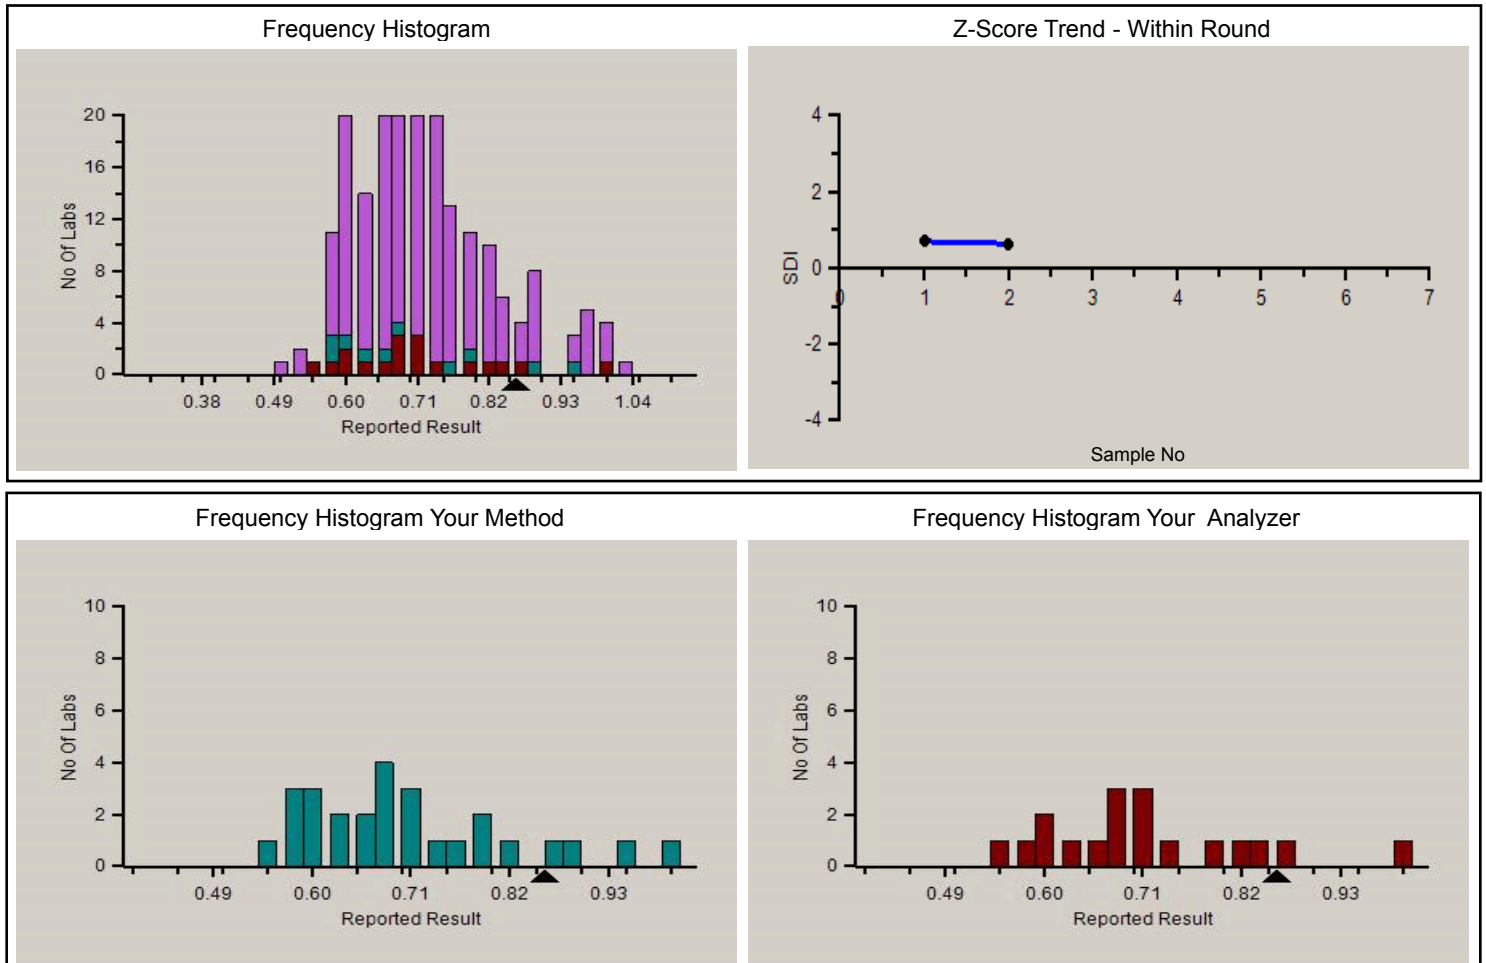 Frequency Histogram
20
16
12
8
4
0
No Of Labs
0.38 0.49 0.60 0.71 0.82 0.93 1.04
Reported Result
Z-Score Trend - Within Round
4
2
0
-2
-4
SDI
0 1 2 3 4 5 6 7
Sample No
Frequency Histogram Your Method
10
8
6
4
2
0
No Of Labs
0.49 0.60 0.71 0.82 0.93
Reported Result
Frequency Histogram Your Analyzer
10
8
6
4
2
0
No Of Labs
0.49 0.60 0.71 0.82 0.93
Reported Result